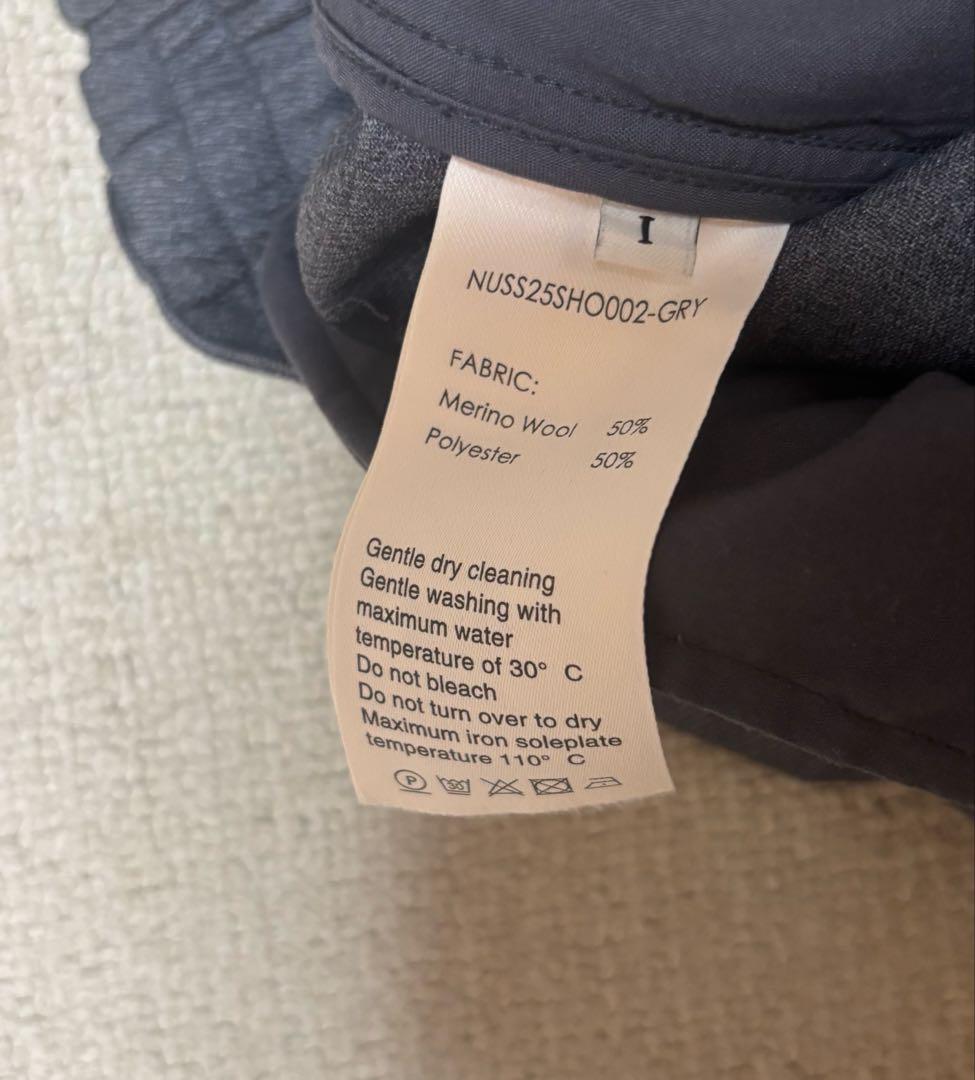 I
NUSS25SHO002-GRY
FABRIC:
Merino Wool 50%
Polyester 50%
Gentle dry cleaning
Gentle washing with
maximum water
temperature of 30° C
Do not bleach
Do not turn over to dry
Maximum iron soleplate
temperature 110° C
P 30